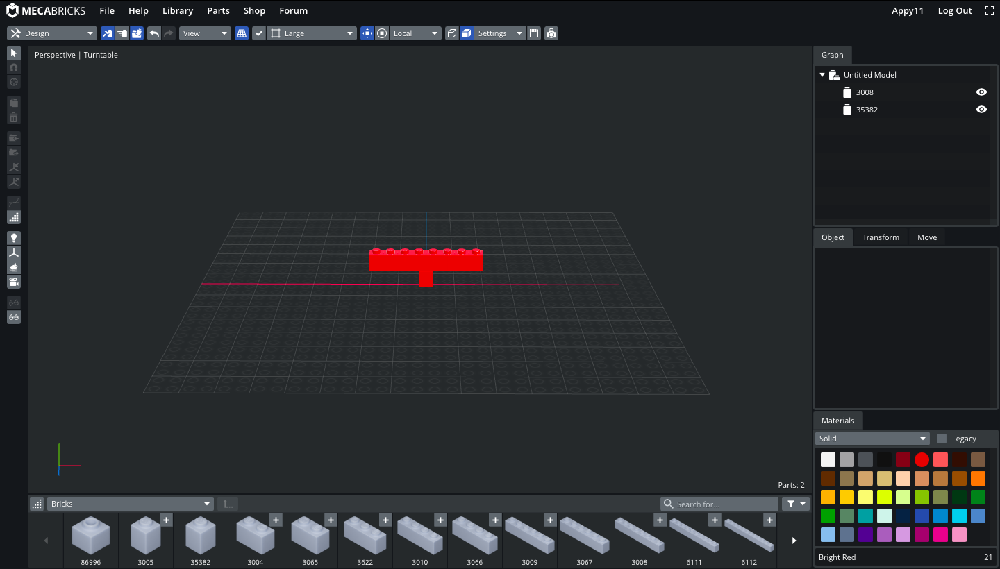 MECABRICKS File Help Library Parts Shop Forum Appy11 Log Out
Design View Large Local Settings
Perspective | Turntable
Graph
Untitled Model
3008
35382
Object Transform Move
Materials
Solid Legacy
Parts: 2
Bricks Search for...
86996 3005 35382 3004 3065 3622 3010 3066 3009 3067 3008 6111 6112
Bright Red 21